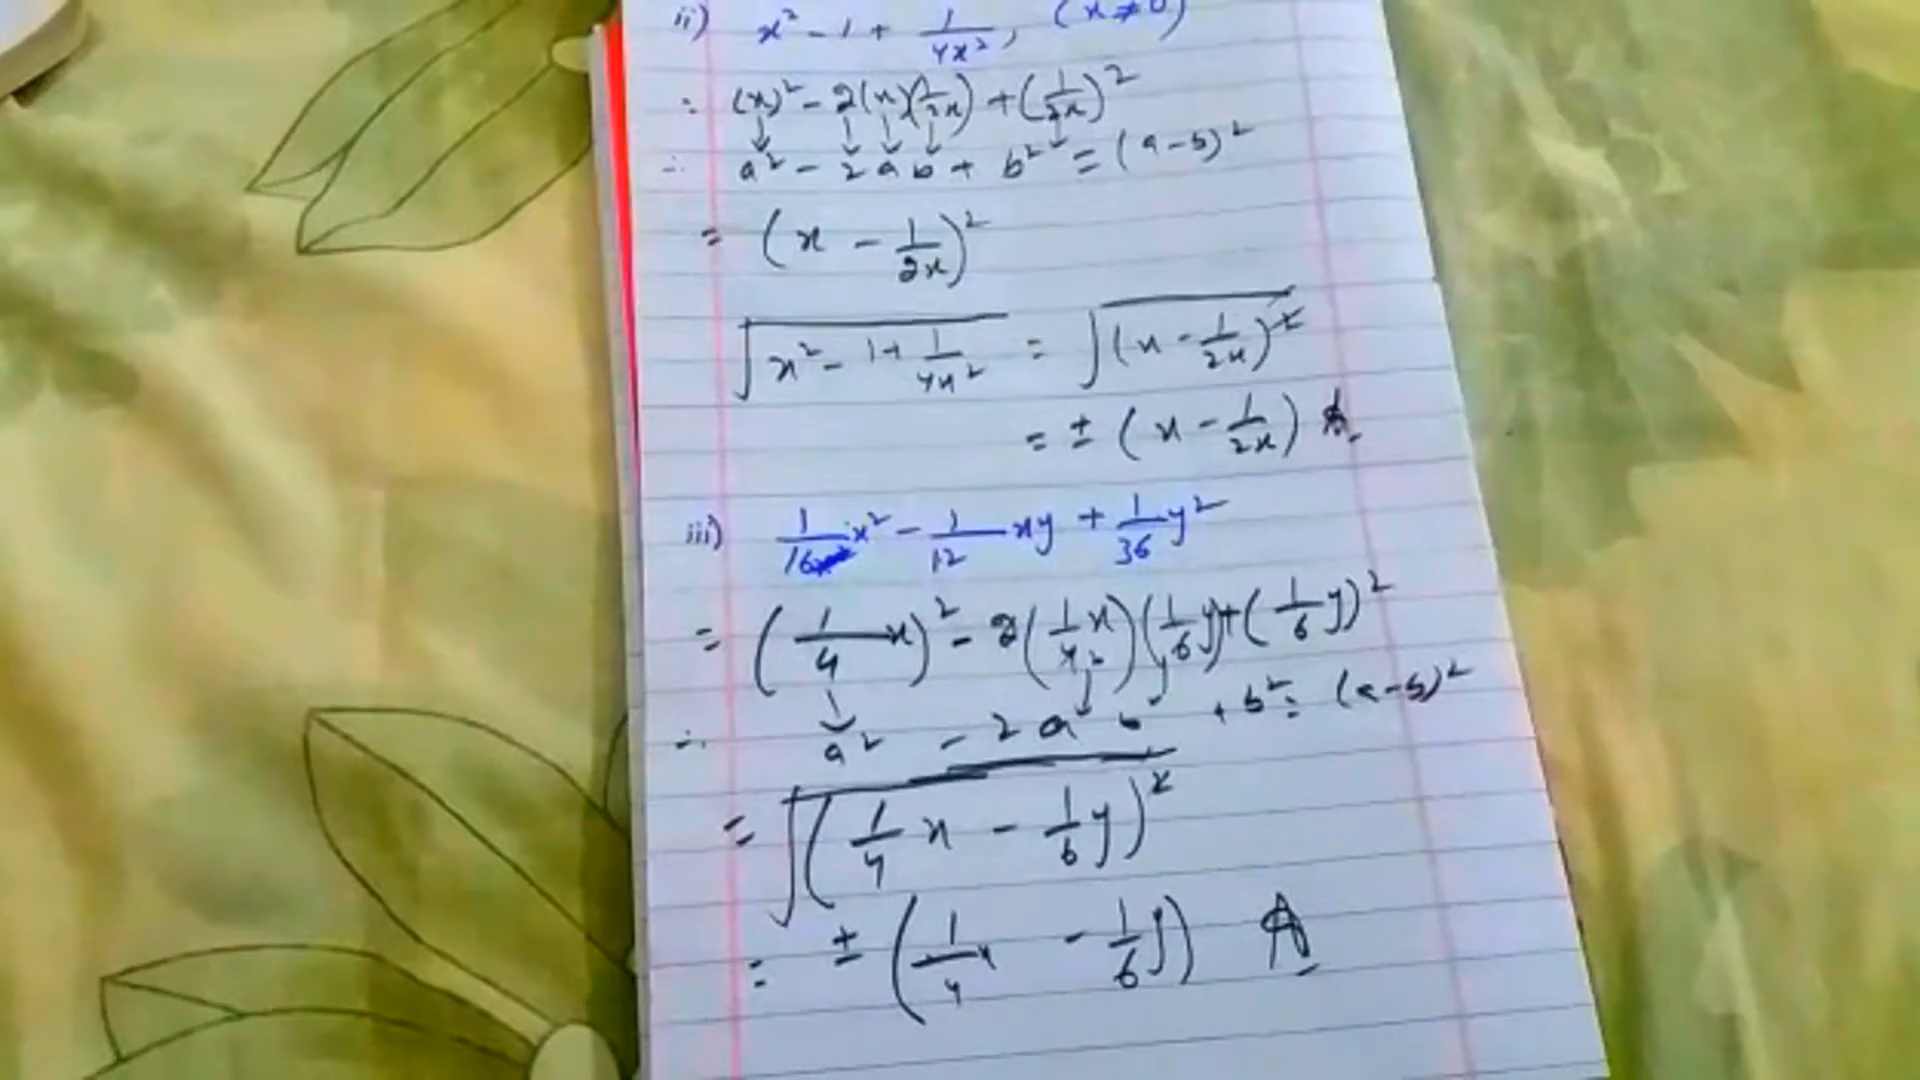 ii) x² - 1 + 1/4x², (x ≠ 0)
∴ (x)² - 2(x)(1/2x) + (1/2x)²
∴ a² - 2ab + b² = (a-b)²
= (x - 1/2x)²
√(x² - 1 + 1/4x²) = √(x - 1/2x)²
= ± (x - 1/2x) A.
iii) 1/16 x² - 1/12 xy + 1/36 y²
= (1/4 x)² - 2(1/4 x)(1/6 y) + (1/6 y)²
∴ a² - 2ab + b² = (a-b)²
= √(1/4 x - 1/6 y)²
= ± (1/4 x - 1/6 y) A